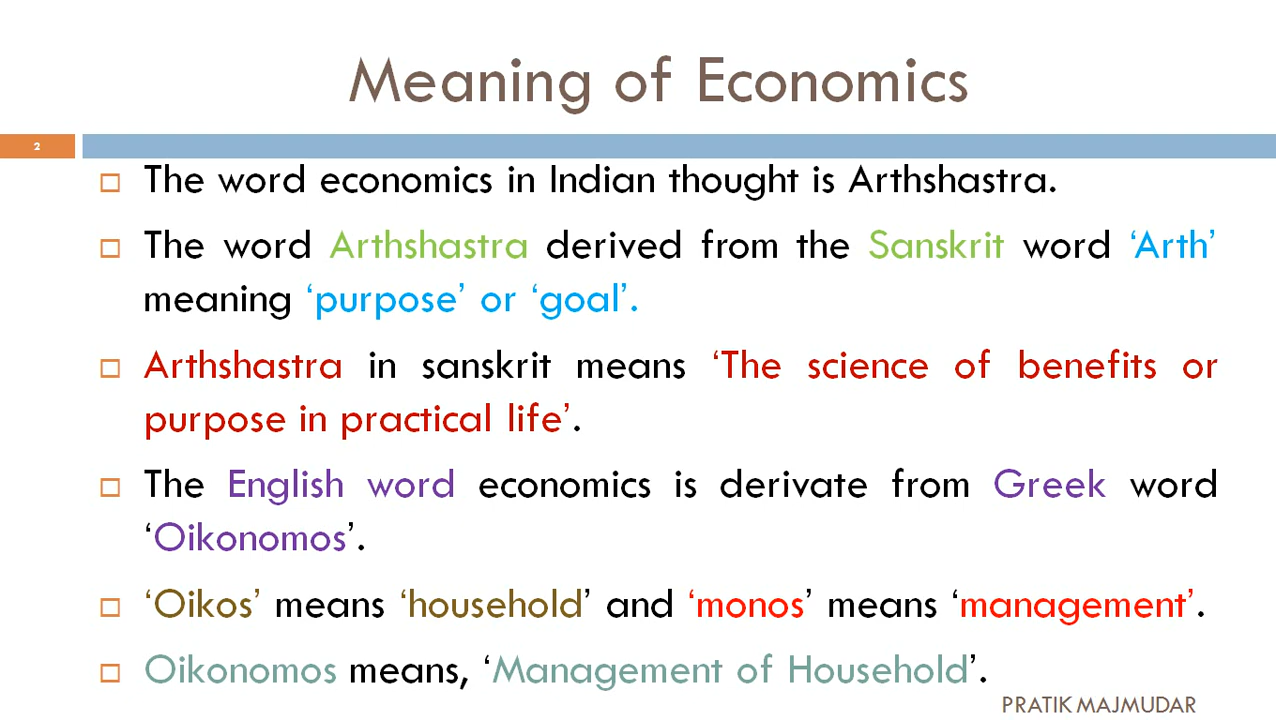 Meaning of Economics
2
The word economics in Indian thought is Arthshastra.
The word Arthshastra derived from the Sanskrit word ‘Arth’
meaning ‘purpose’ or ‘goal’.
Arthshastra in sanskrit means ‘The science of benefits or
purpose in practical life’.
The English word economics is derivate from Greek word
‘Oikonomos’.
‘Oikos’ means ‘household’ and ‘monos’ means ‘management’.
Oikonomos means, ‘Management of Household’.
PRATIK MAJMUDAR